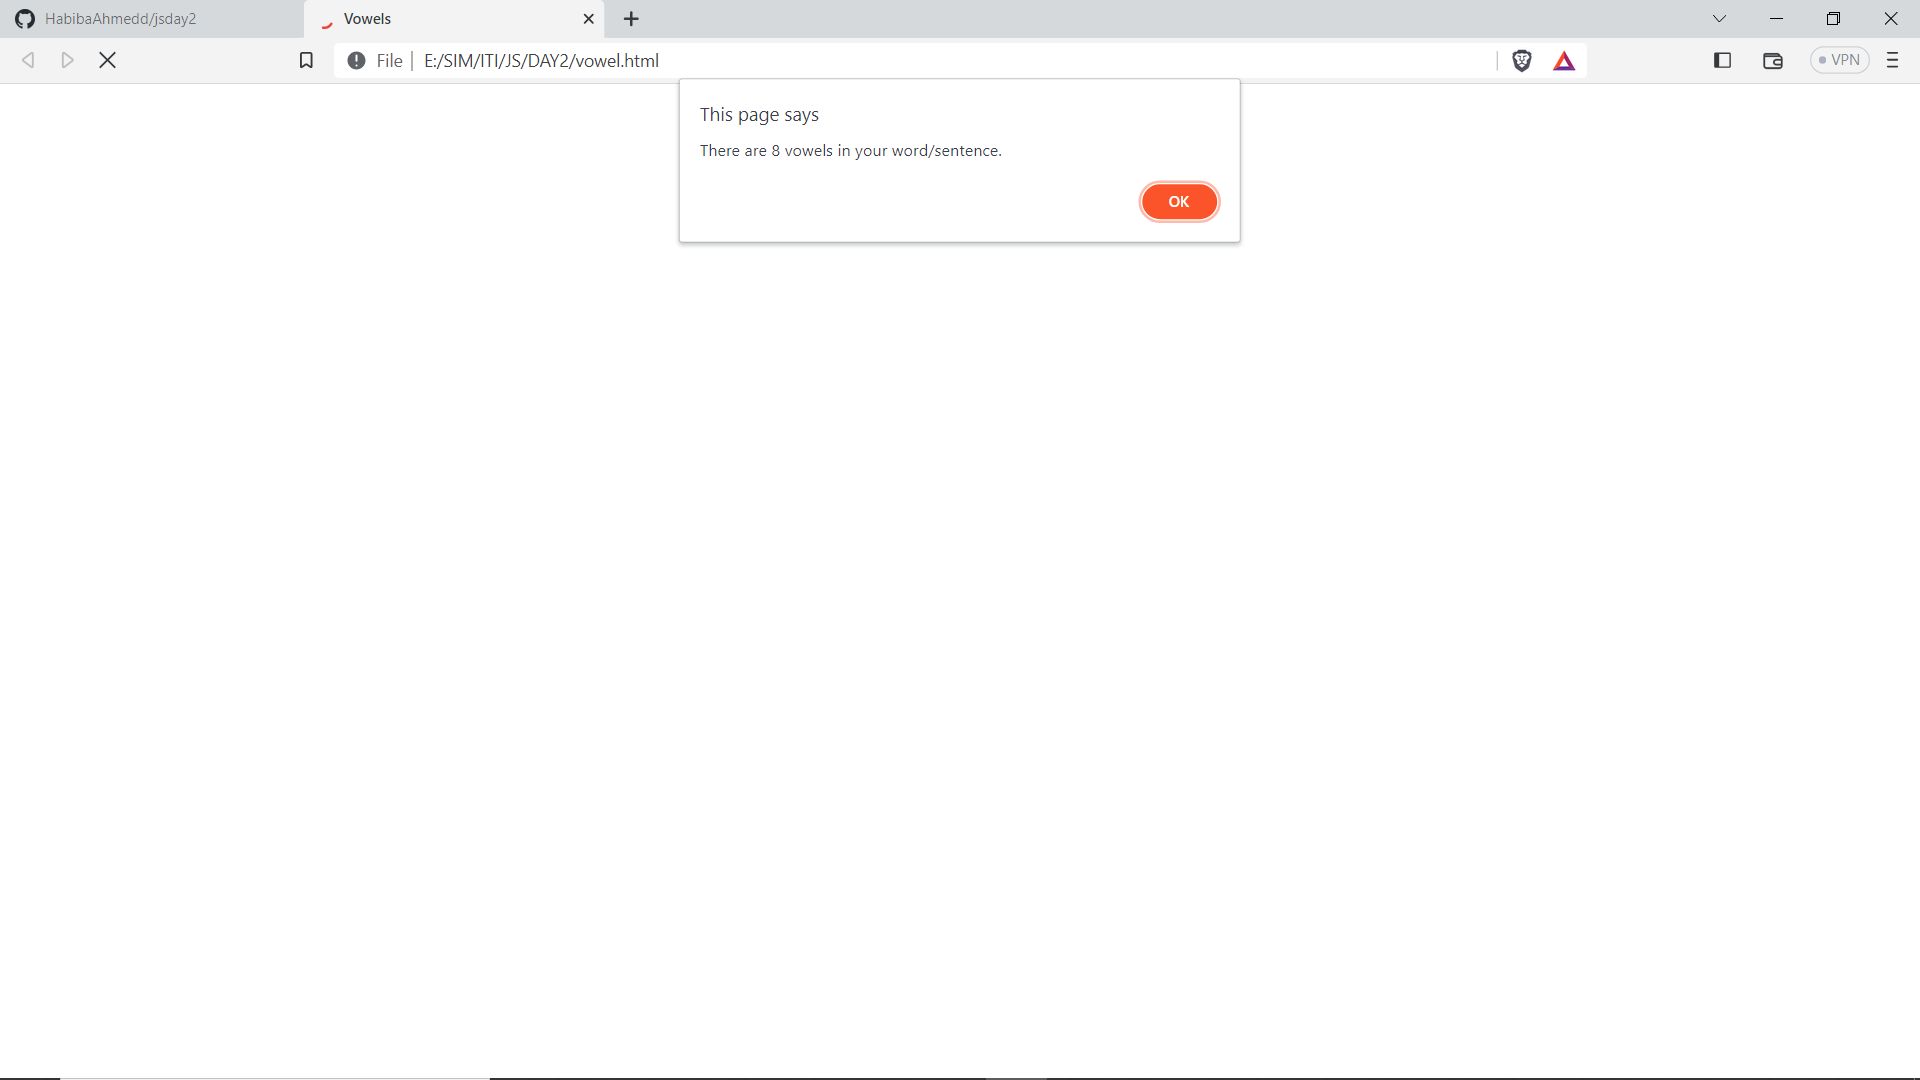 HabibaAhmedd/jsday2
Vowels
File
E:/SIM/ITI/JS/DAY2/vowel.html
VPN
This page says
There are 8 vowels in your word/sentence.
OK